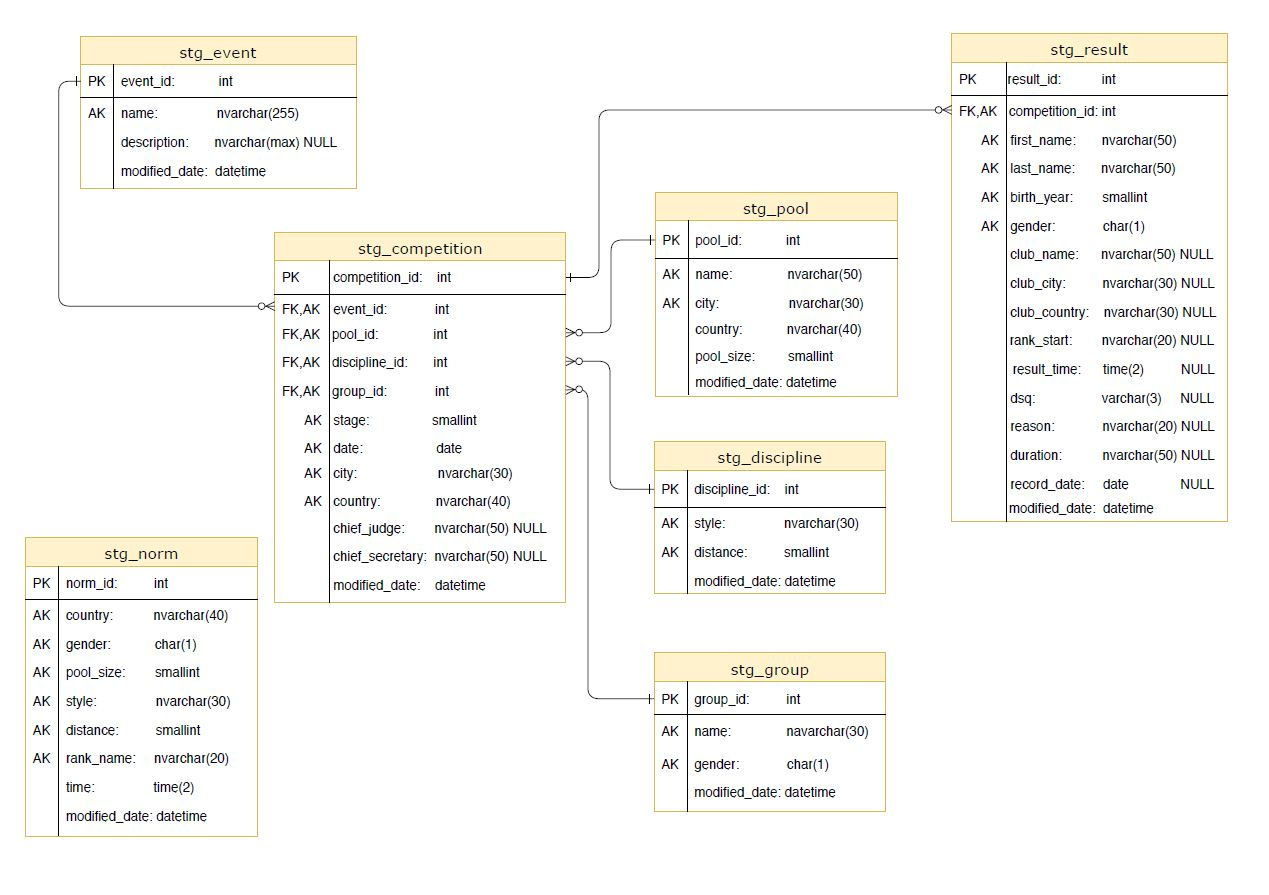 stg_event
PK event_id: int
AK name: nvarchar(255)
description: nvarchar(max) NULL
modified_date: datetime
stg_competition
PK competition_id: int
FK,AK event_id: int
FK,AK pool_id: int
FK,AK discipline_id: int
FK,AK group_id: int
AK stage: smallint
AK date: date
AK city: nvarchar(30)
AK country: nvarchar(40)
chief_judge: nvarchar(50) NULL
chief_secretary: nvarchar(50) NULL
modified_date: datetime
stg_norm
PK norm_id: int
AK country: nvarchar(40)
AK gender: char(1)
AK pool_size: smallint
AK style: nvarchar(30)
AK distance: smallint
AK rank_name: nvarchar(20)
time: time(2)
modified_date: datetime
stg_pool
PK pool_id: int
AK name: nvarchar(50)
AK city: nvarchar(30)
country: nvarchar(40)
pool_size: smallint
modified_date: datetime
stg_discipline
PK discipline_id: int
AK style: nvarchar(30)
AK distance: smallint
modified_date: datetime
stg_group
PK group_id: int
AK name: navarchar(30)
AK gender: char(1)
modified_date: datetime
stg_result
PK result_id: int
FK,AK competition_id: int
AK first_name: nvarchar(50)
AK last_name: nvarchar(50)
AK birth_year: smallint
AK gender: char(1)
club_name: nvarchar(50) NULL
club_city: nvarchar(30) NULL
club_country: nvarchar(30) NULL
rank_start: nvarchar(20) NULL
result_time: time(2) NULL
dsq: varchar(3) NULL
reason: nvarchar(20) NULL
duration: nvarchar(50) NULL
record_date: date NULL
modified_date: datetime